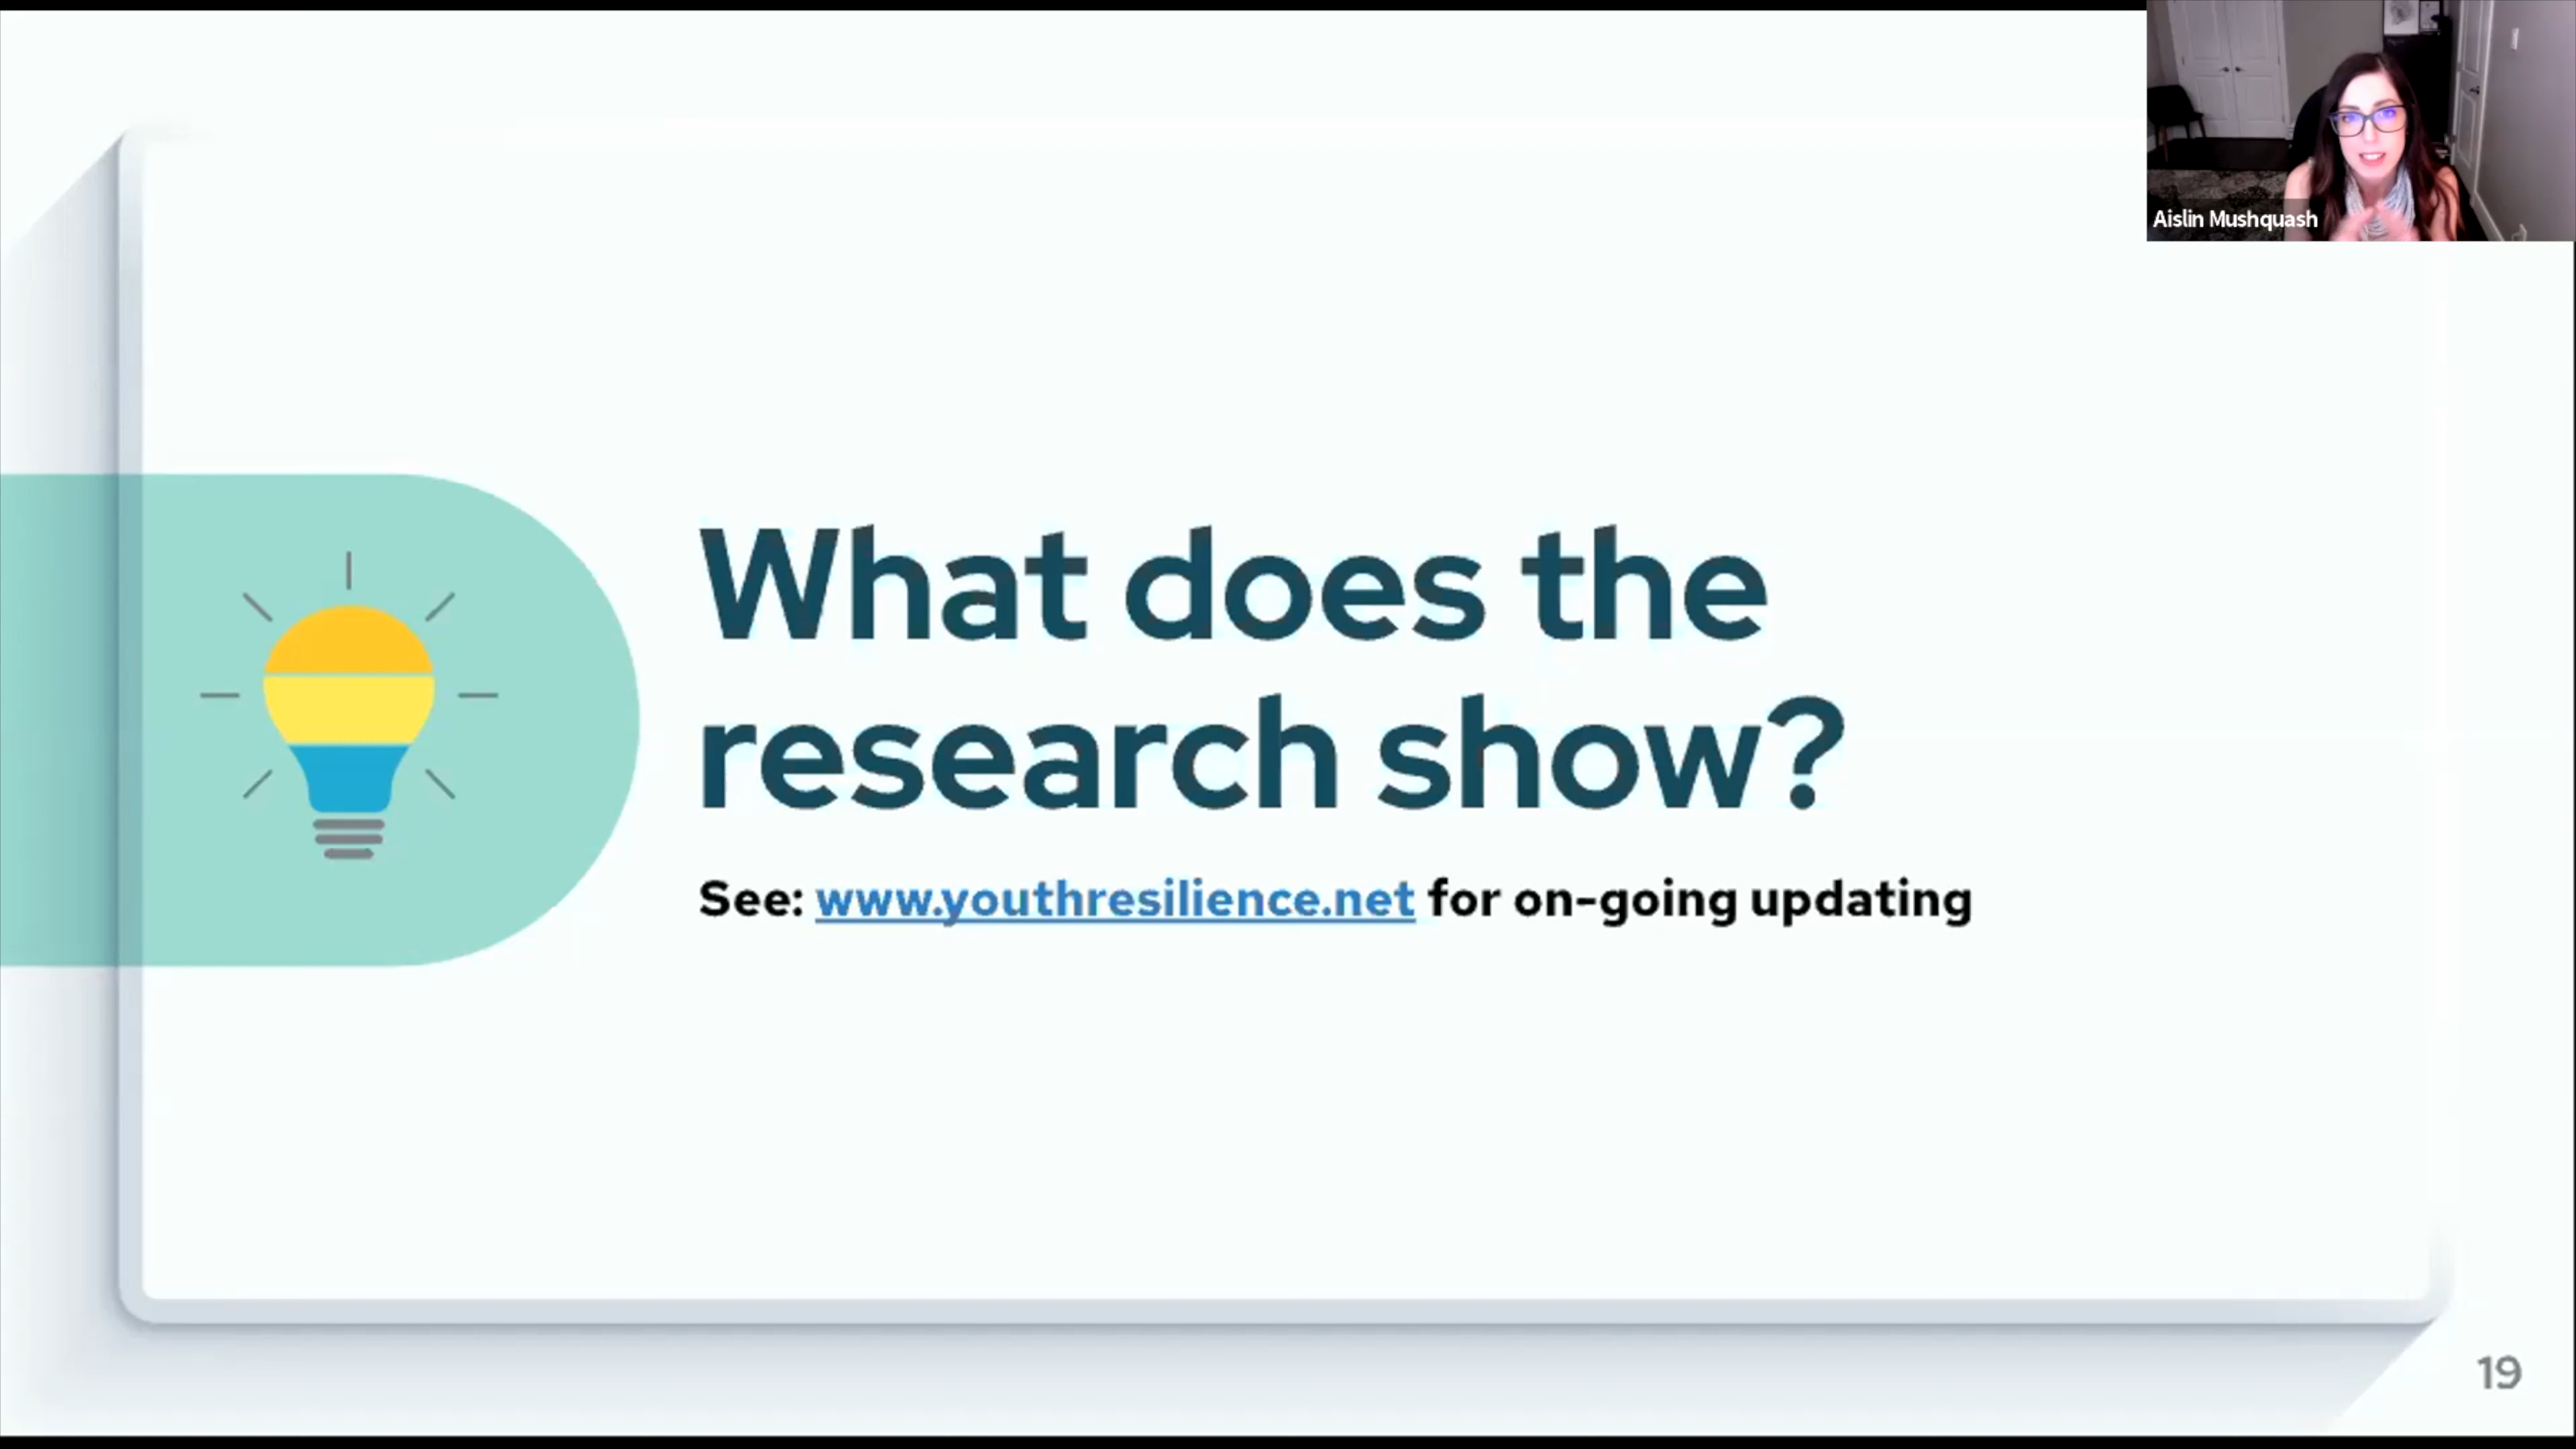 Aislin Mushquash
What does the
research show?
See: www.youthresilience.net for on-going updating
19